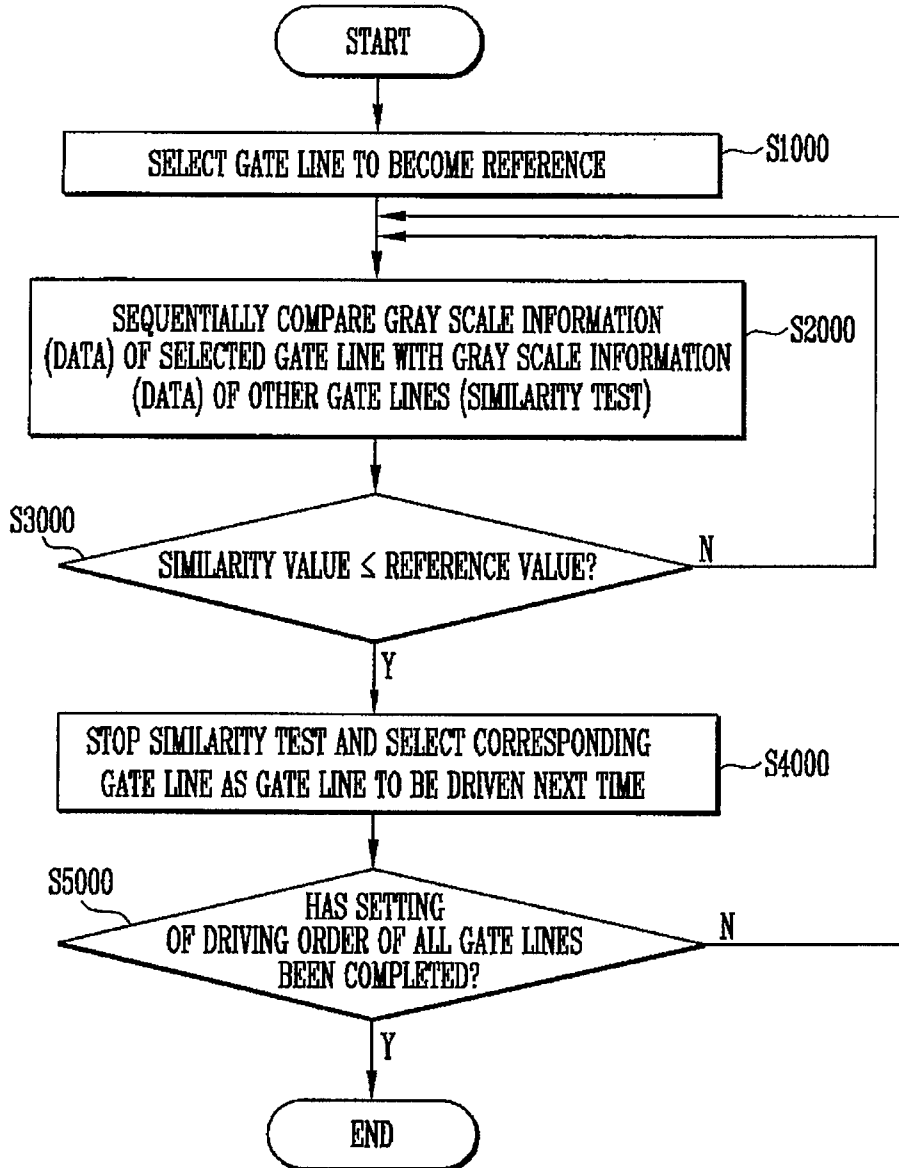 START
SELECT GATE LINE TO BECOME REFERENCE
S1000
SEQUENTIALLY COMPARE GRAY SCALE INFORMATION
(DATA) OF SELECTED GATE LINE WITH GRAY SCALE INFORMATION
(DATA) OF OTHER GATE LINES (SIMILARITY TEST)
S2000
S3000
SIMILARITY VALUE ≤ REFERENCE VALUE?
N
Y
STOP SIMILARITY TEST AND SELECT CORRESPONDING
GATE LINE AS GATE LINE TO BE DRIVEN NEXT TIME
S4000
S5000
HAS SETTING
OF DRIVING ORDER OF ALL GATE LINES
BEEN COMPLETED?
N
Y
END